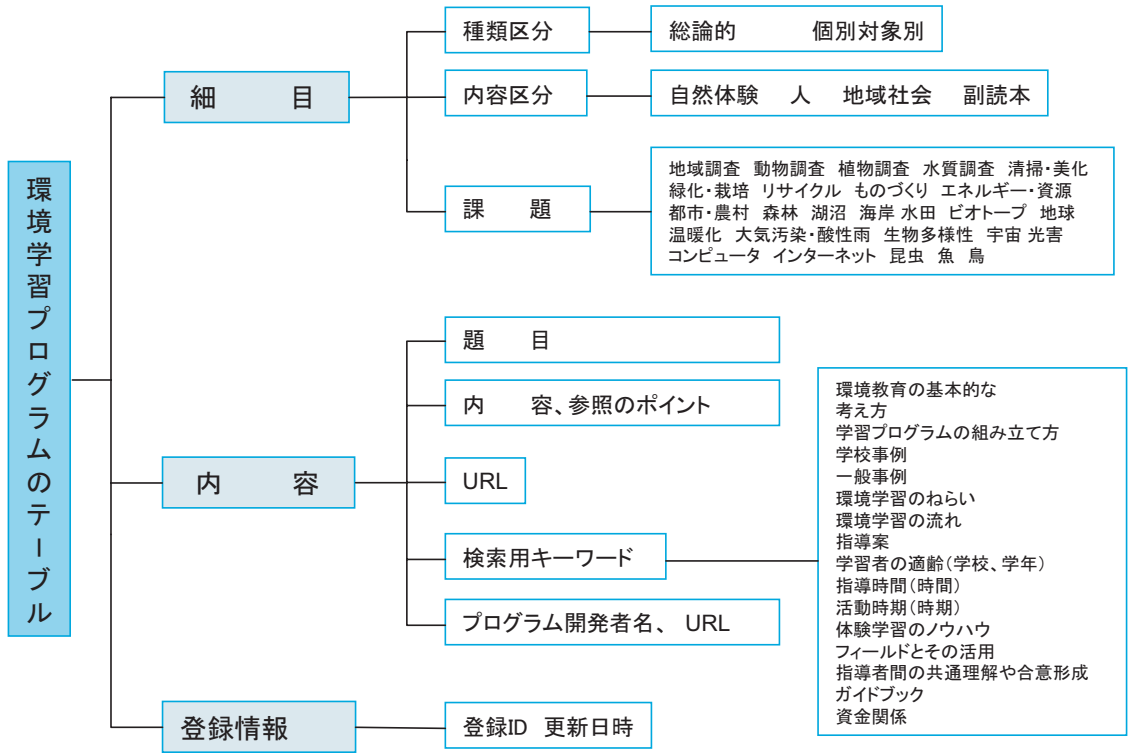 環境学習プログラムのテーブル
細　　目
種類区分
総論的　　個別対象別
内容区分
自然体験　人　地域社会　副読本
課　題
地域調査 動物調査 植物調査 水質調査 清掃・美化
緑化・栽培 リサイクル ものづくり エネルギー・資源
都市・農村 森林 湖沼 海岸 水田 ビオトープ 地球
温暖化 大気汚染・酸性雨 生物多様性 宇宙 光害
コンピュータ インターネット 昆虫 魚 鳥
内　　容
題　　目
内　　容、参照のポイント
URL
検索用キーワード
環境教育の基本的な
考え方
学習プログラムの組み立て方
学校事例
一般事例
環境学習のねらい
環境学習の流れ
指導案
学習者の適齢(学校、学年)
指導時間(時間)
活動時期(時期)
体験学習のノウハウ
フィールドとその活用
指導者間の共通理解や合意形成
ガイドブック
資金関係
プログラム開発者名、 URL
登録情報
登録ID 更新日時